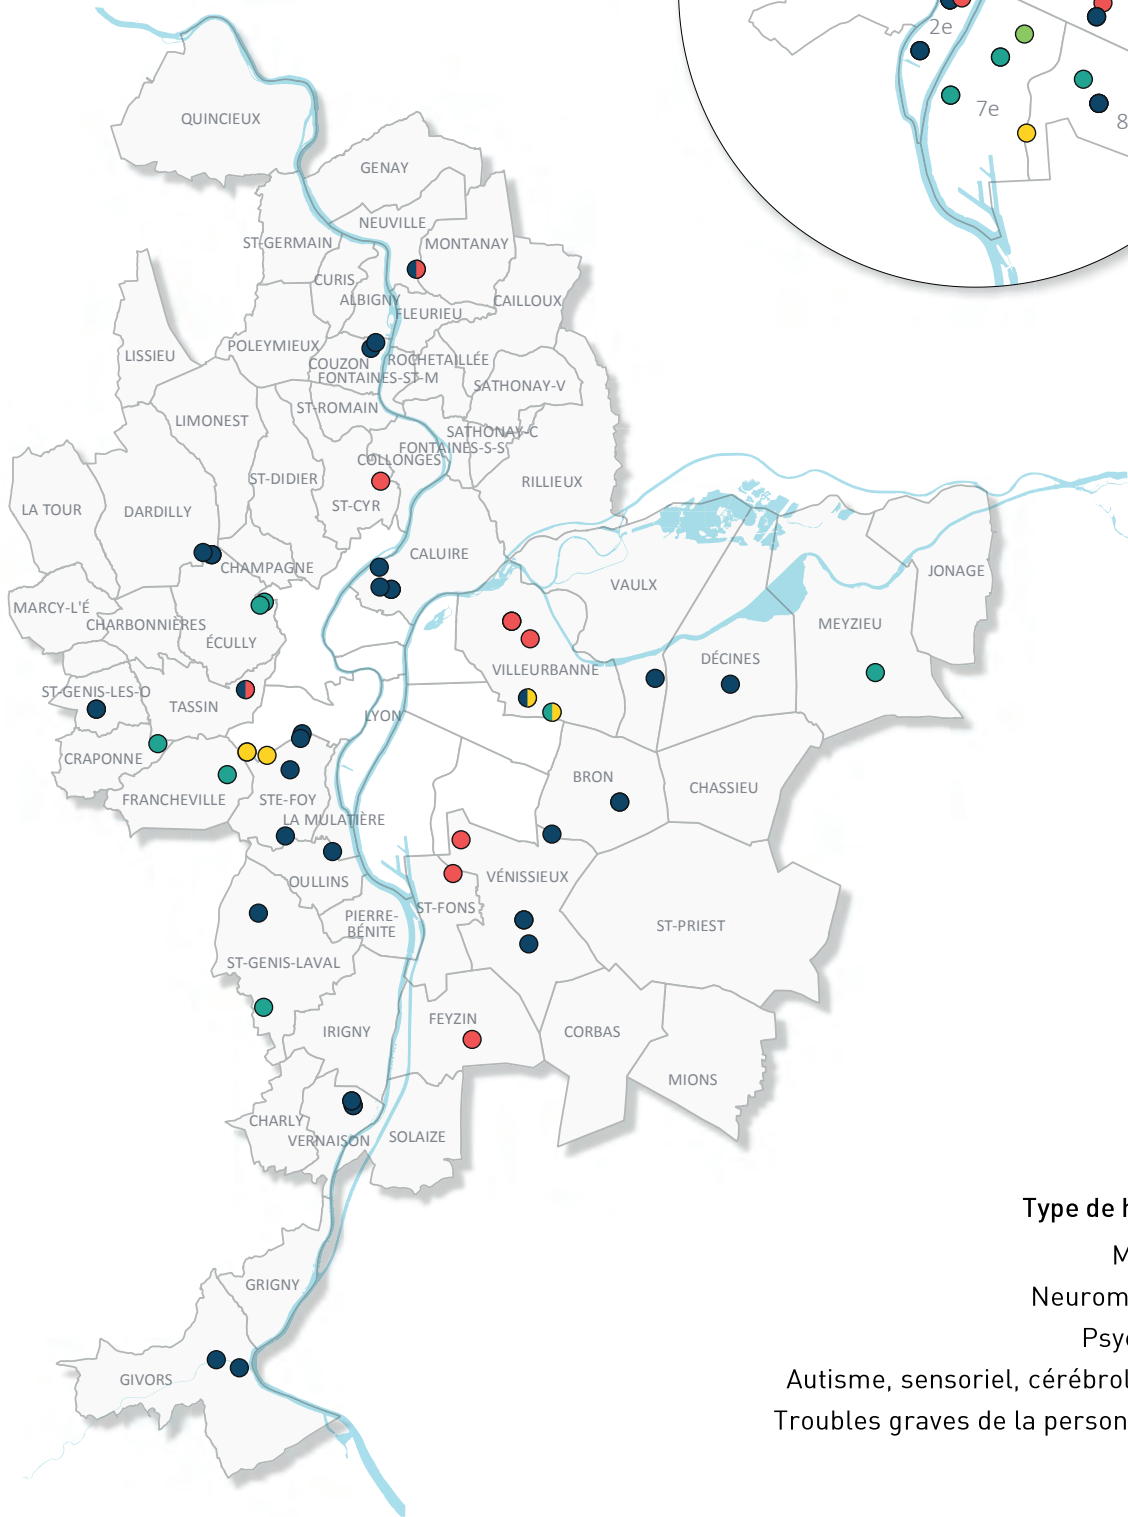 2e
7e
8
QUINCIEUX
GENAY
NEUVILLE
ST-GERMAIN
MONTANAY
CURIS
ALBIGNY
CAILLOUX
FLEURIEU
POLEYMIEUX
LISSIEU
COUZON
ROCHETAILLÉE
FONTAINES-ST-M
SATHONAY-V
ST-ROMAIN
LIMONEST
SATHONAY-C
FONTAINES-S-S
COLLONGES
ST-DIDIER
RILLIEUX
ST-CYR
LA TOUR
DARDILLY
CALUIRE
CHAMPAGNE
JONAGE
VAULX
MARCY-L'É
CHARBONNIÈRES
MEYZIEU
ÉCULLY
DÉCINES
VILLEURBANNE
ST-GENIS-LES-O
TASSIN
LYON
CRAPONNE
BRON
CHASSIEU
FRANCHEVILLE
STE-FOY
LA MULATIÈRE
VÉNISSIEUX
OULLINS
ST-FONS
PIERRE-
BÉNITE
ST-PRIEST
ST-GENIS-LAVAL
FEYZIN
IRIGNY
CORBAS
MIONS
CHARLY
VERNAISON
SOLAIZE
Type de h
M
Neurom
Psyc
Autisme, sensoriel, cérébrol
Troubles graves de la person
GRIGNY
GIVORS